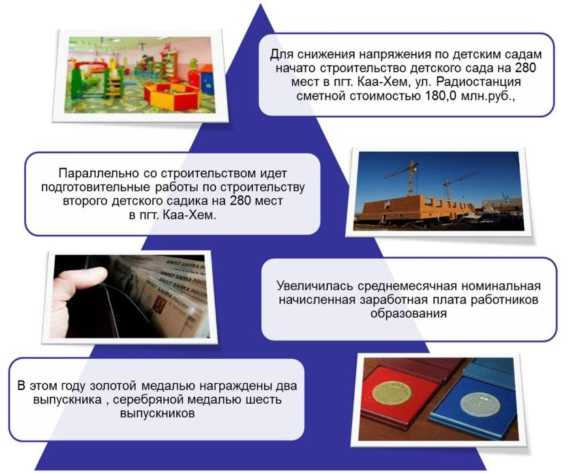 Для снижения напряжения по детским садам
начато строительство детского сада на 280
мест в пгт. Каа-Хем, ул. Радиостанция
сметной стоимостью 180,0 млн.руб.,
Параллельно со строительством идет
подготовительные работы по строительству
второго детского садика на 280 мест
в пгт. Каа-Хем.
Увеличилась среднемесячная номинальная
начисленная заработная плата работников
образования
В этом году золотой медалью награждены два
выпускника , серебряной медалью шесть
выпускников